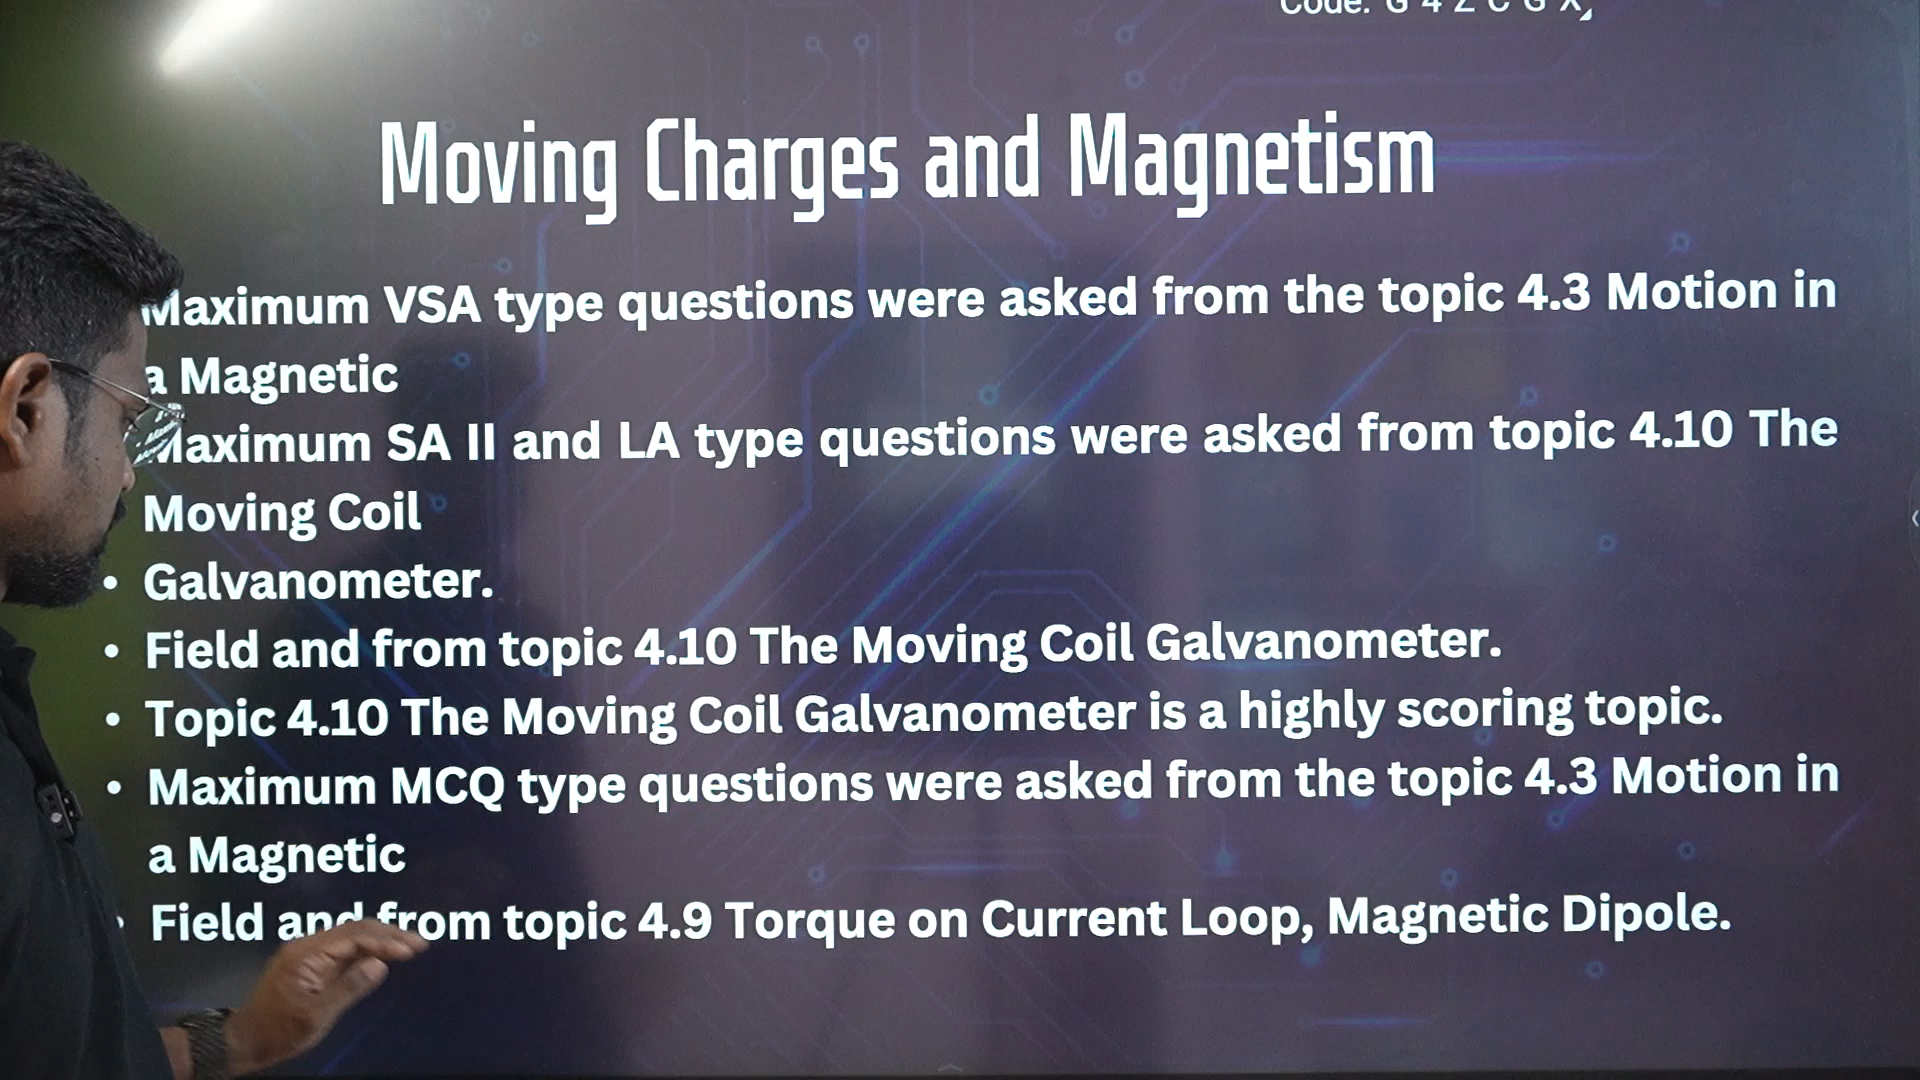 Code: G 4 Z C G X
Moving Charges and Magnetism
Maximum VSA type questions were asked from the topic 4.3 Motion in
a Magnetic
Maximum SA II and LA type questions were asked from topic 4.10 The
Moving Coil
• Galvanometer.
• Field and from topic 4.10 The Moving Coil Galvanometer.
• Topic 4.10 The Moving Coil Galvanometer is a highly scoring topic.
• Maximum MCQ type questions were asked from the topic 4.3 Motion in
a Magnetic
• Field and from topic 4.9 Torque on Current Loop, Magnetic Dipole.